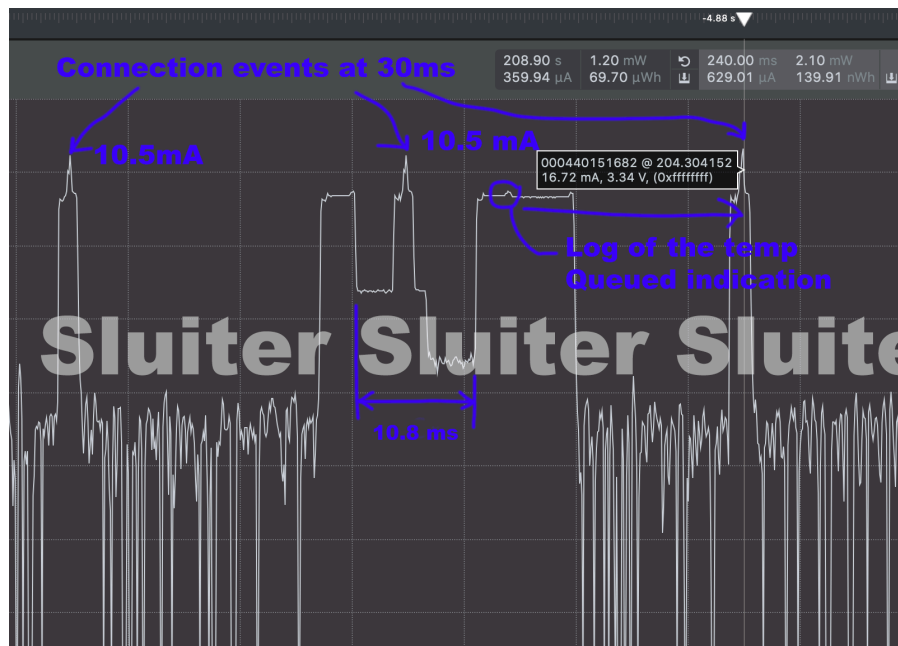 -4.88 s
208.90 s 1.20 mW 240.00 ms 2.10 mW
359.94 µA 69.70 µWh 629.01 µA 139.91 nWh
Connection events at 30ms
10.5mA
10.5 mA
000440151682 @ 204.304152
16.72 mA, 3.34 V, (0xffffffff)
Log of the temp
Queued indication
Sluiter Sluiter Sluite
10.8 ms